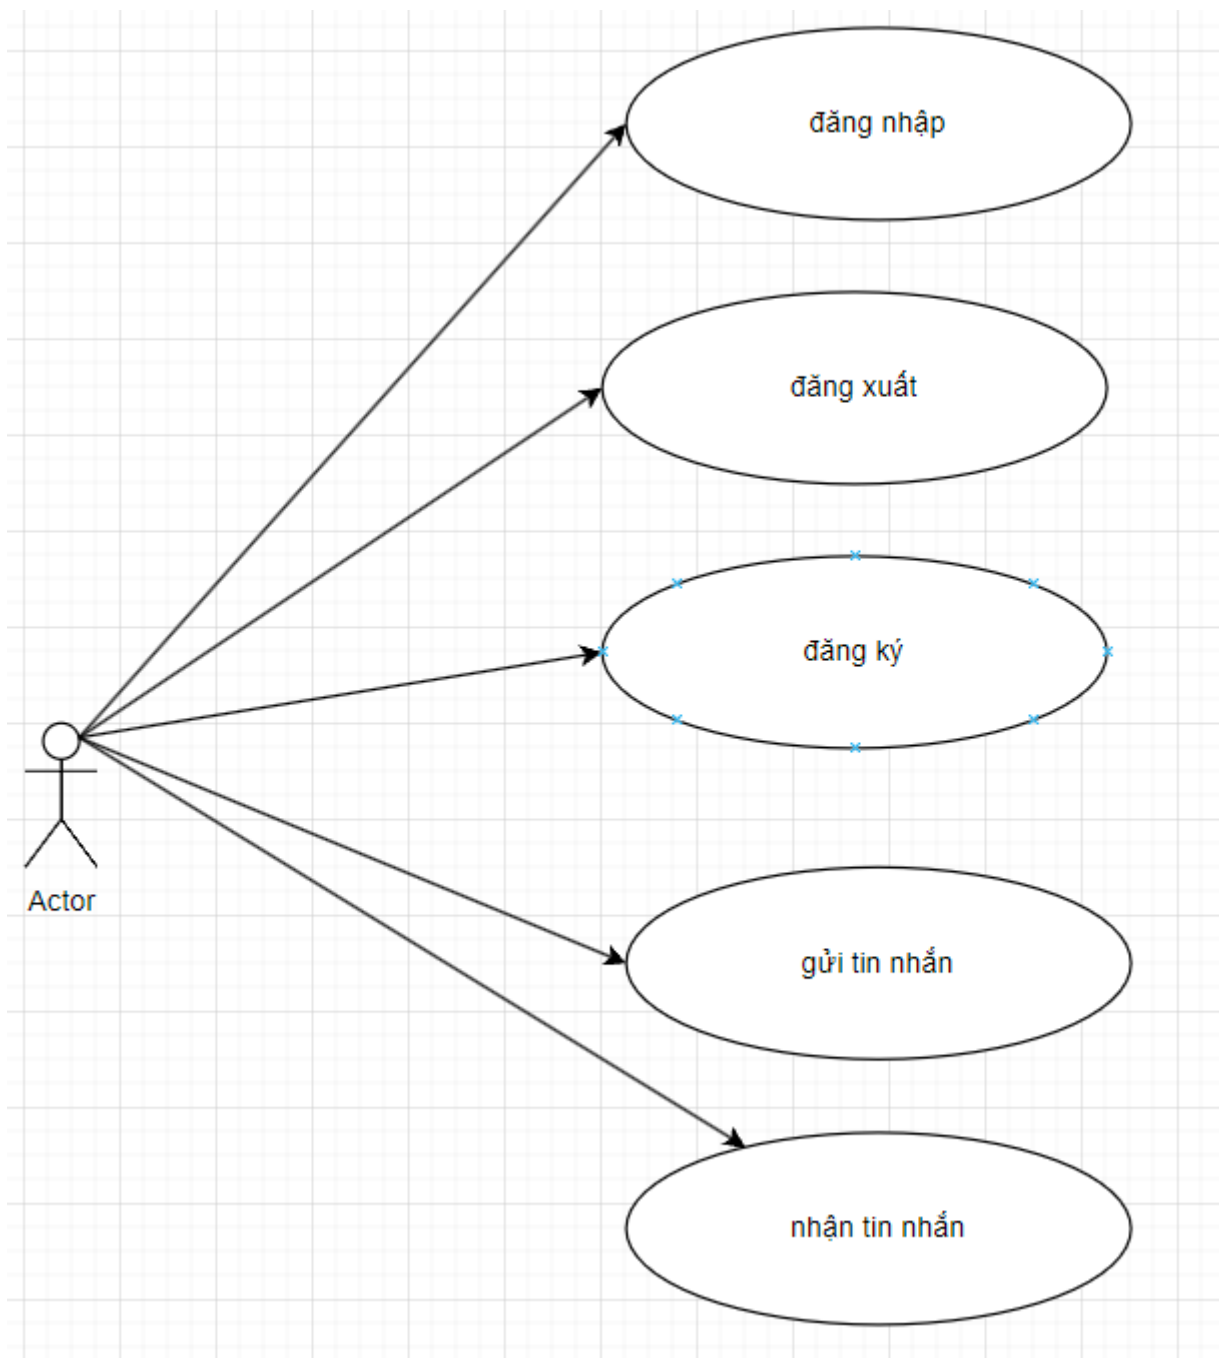 đăng nhập
đăng xuất
đăng ký
Actor
gửi tin nhắn
nhận tin nhắn